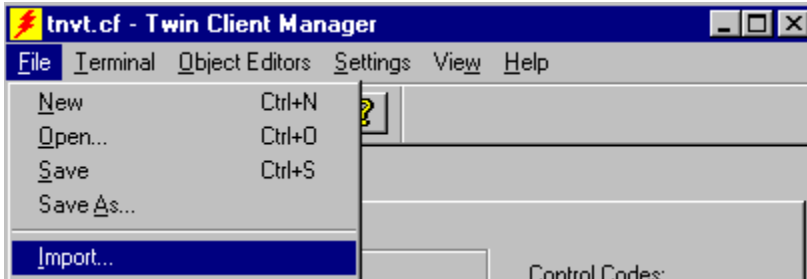 tnvt.cf - Twin Client Manager
File Terminal Object Editors Settings View Help
New Ctrl+N
Open... Ctrl+O
Save Ctrl+S
Save As...
Import...
Control Codes: